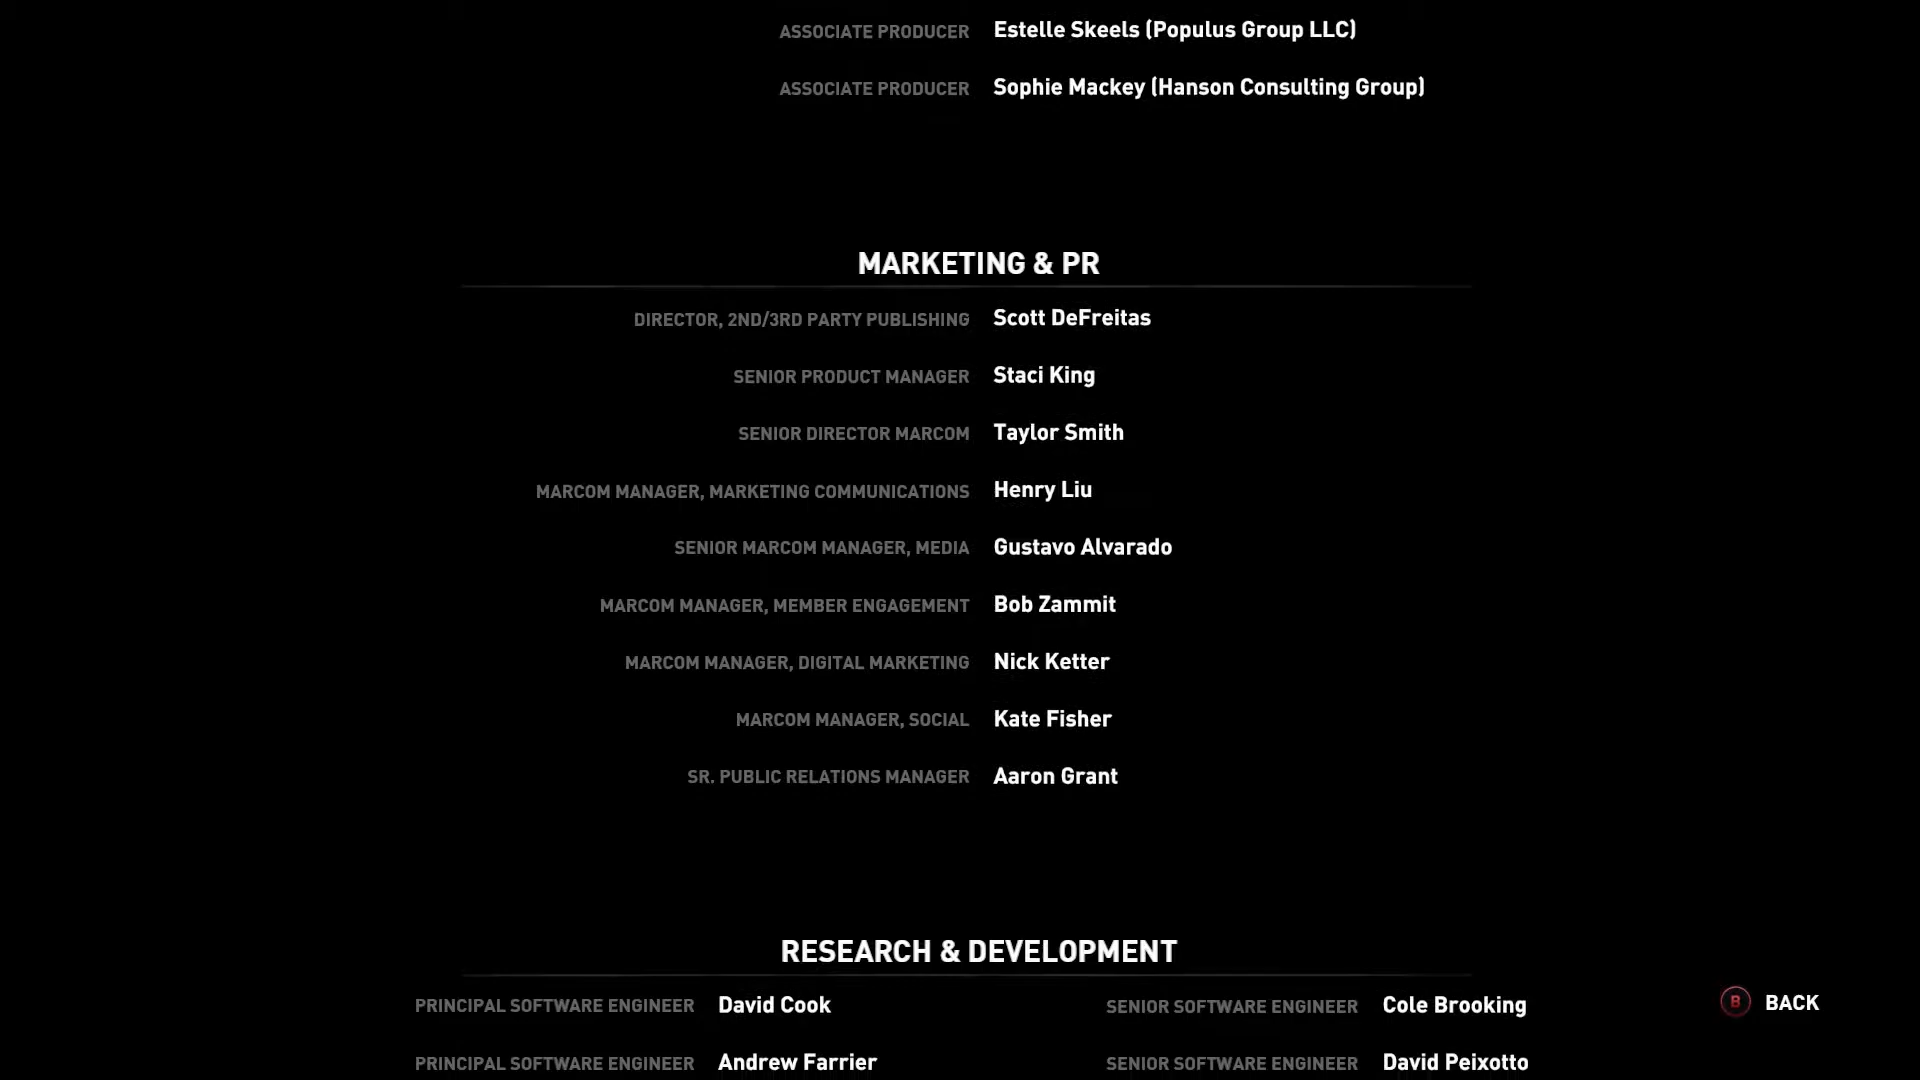 ASSOCIATE PRODUCER Estelle Skeels (Populus Group LLC)
ASSOCIATE PRODUCER Sophie Mackey (Hanson Consulting Group)
MARKETING & PR
DIRECTOR, 2ND/3RD PARTY PUBLISHING Scott DeFreitas
SENIOR PRODUCT MANAGER Staci King
SENIOR DIRECTOR MARCOM Taylor Smith
MARCOM MANAGER, MARKETING COMMUNICATIONS Henry Liu
SENIOR MARCOM MANAGER, MEDIA Gustavo Alvarado
MARCOM MANAGER, MEMBER ENGAGEMENT Bob Zammit
MARCOM MANAGER, DIGITAL MARKETING Nick Ketter
MARCOM MANAGER, SOCIAL Kate Fisher
SR. PUBLIC RELATIONS MANAGER Aaron Grant
RESEARCH & DEVELOPMENT
PRINCIPAL SOFTWARE ENGINEER David Cook SENIOR SOFTWARE ENGINEER Cole Brooking
B BACK
PRINCIPAL SOFTWARE ENGINEER Andrew Farrier SENIOR SOFTWARE ENGINEER David Peixotto